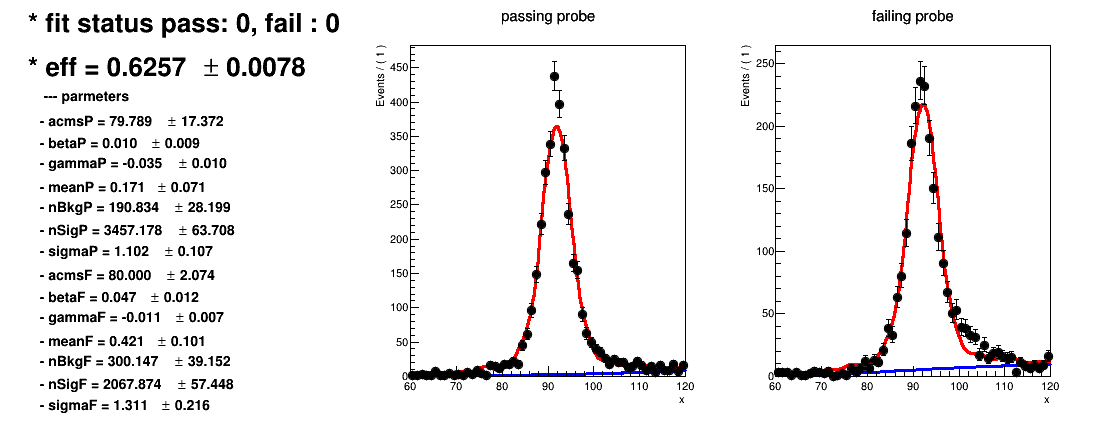 * fit status pass: 0, fail : 0
* eff = 0.6257 ± 0.0078
--- parmeters
- acmsP = 79.789 ± 17.372
- betaP = 0.010 ± 0.009
- gammaP = -0.035 ± 0.010
- meanP = 0.171 ± 0.071
- nBkgP = 190.834 ± 28.199
- nSigP = 3457.178 ± 63.708
- sigmaP = 1.102 ± 0.107
- acmsF = 80.000 ± 2.074
- betaF = 0.047 ± 0.012
- gammaF = -0.011 ± 0.007
- meanF = 0.421 ± 0.101
- nBkgF = 300.147 ± 39.152
- nSigF = 2067.874 ± 57.448
- sigmaF = 1.311 ± 0.216
passing probe
Events / ( 1 )
450
400
350
300
250
200
150
100
50
0
60 70 80 90 100 110 120
x
failing probe
Events / ( 1 )
250
200
150
100
50
0
60 70 80 90 100 110 120
x